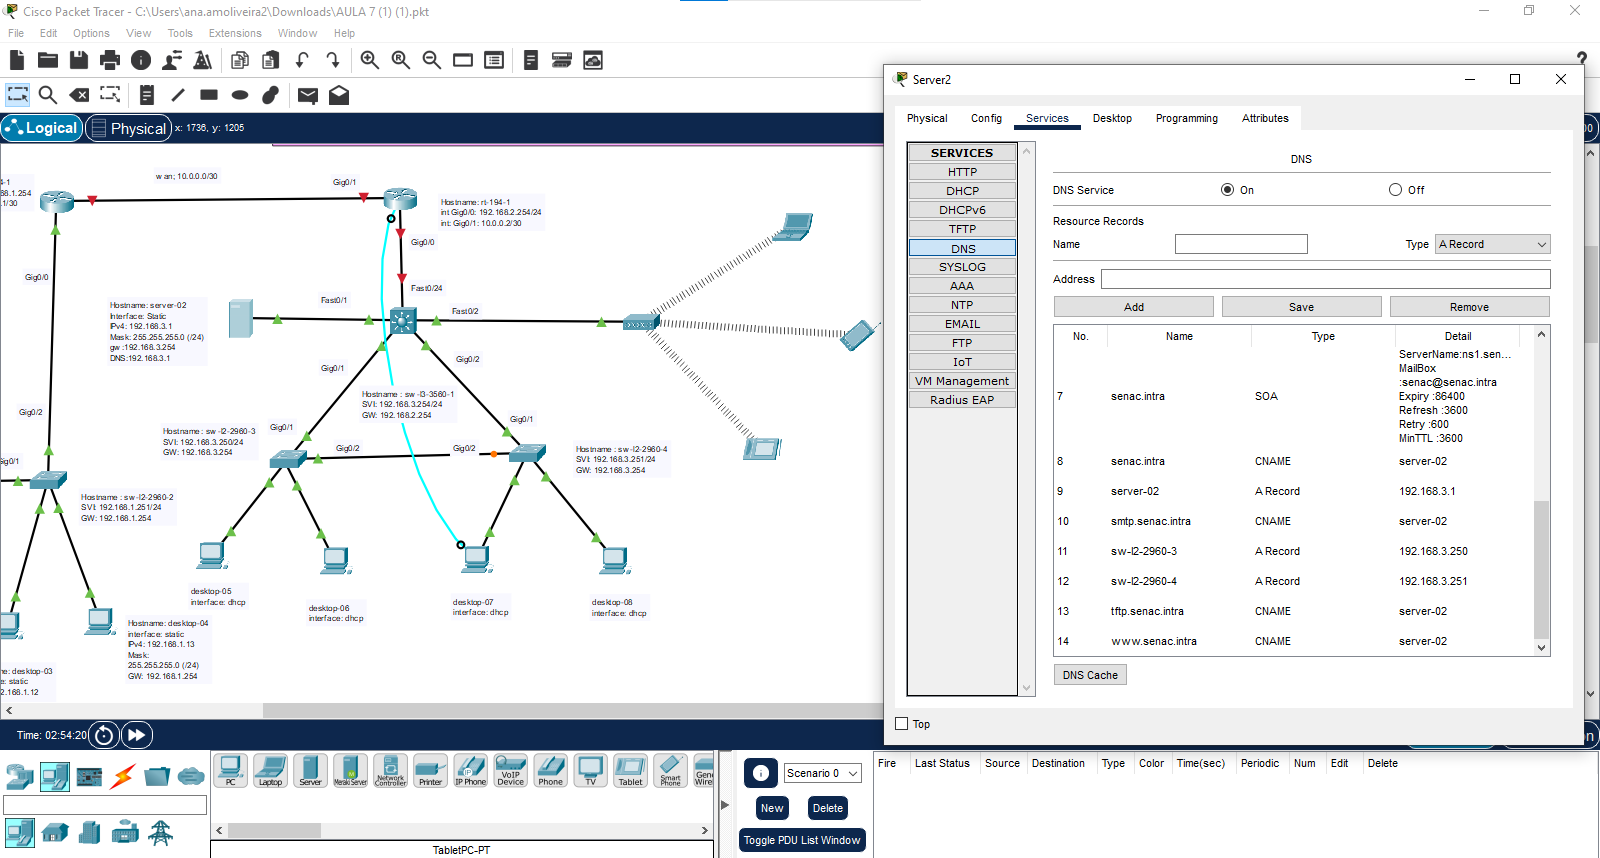 Cisco Packet Tracer - C:\Users\ana.amoliveira2\Downloads\AULA 7 (1) (1).pkt
File Edit Options View Tools Extensions Window Help
Logical Physical x: 1736, y: 1205
wan; 10.0.0.0/30
Gig0/1
Hostname: rt-194-1
int Gig0/0: 192.168.2.254/24
int: Gig0/1: 10.0.0.2/30
Gig0/0
Gig0/0
Fast0/24
Fast0/1
Fast0/2
Hostname: server-02
Interface: Static
IPv4: 192.168.3.1
Mask: 255.255.255.0 (/24)
gw :192.168.3.254
DNS:192.168.3.1
Gig0/1
Gig0/2
Hostname : sw-l3-3560-1
SVI: 192.168.3.254/24
GW: 192.168.2.254
Gig0/2
Gig0/1
Gig0/1
Hostname : sw-l2-2960-3
SVI: 192.168.3.250/24
GW: 192.168.3.254
Gig0/2
Gig0/2
Hostname : sw-l2-2960-4
SVI: 192.168.3.251/24
GW: 192.168.3.254
Hostname : sw-l2-2960-2
SVI: 192.168.1.251/24
GW: 192.168.1.254
desktop-05
interface: dhcp
desktop-06
interface: dhcp
desktop-07
interface: dhcp
desktop-08
interface: dhcp
Hostname: desktop-04
interface: static
IPv4: 192.168.1.13
Mask:
255.255.255.0 (/24)
GW: 192.168.1.254
ne: desktop-03
e: static
2.168.1.12
Time: 02:54:20
PC
Laptop
Server
Meraki Server
Network Controller
Printer
IP Phone
VoIP Device
Phone
TV
Tablet
Smart Phone
TabletPC-PT
Scenario 0
New Delete
Toggle PDU List Window
Fire Last Status Source Destination Type Color Time(sec) Periodic Num Edit Delete
Server2
Physical Config Services Desktop Programming Attributes
SERVICES
HTTP
DHCP
DHCPv6
TFTP
DNS
SYSLOG
AAA
NTP
EMAIL
FTP
IoT
VM Management
Radius EAP
DNS
DNS Service On Off
Resource Records
Name Type A Record
Address
Add Save Remove
No. Name Type Detail
ServerName:ns1.sen...
MailBox
:senac@senac.intra
Expiry :86400
Refresh :3600
Retry :600
MinTTL :3600
7 senac.intra SOA
8 senac.intra CNAME server-02
9 server-02 A Record 192.168.3.1
10 smtp.senac.intra CNAME server-02
11 sw-l2-2960-3 A Record 192.168.3.250
12 sw-l2-2960-4 A Record 192.168.3.251
13 tftp.senac.intra CNAME server-02
14 www.senac.intra CNAME server-02
DNS Cache
Top